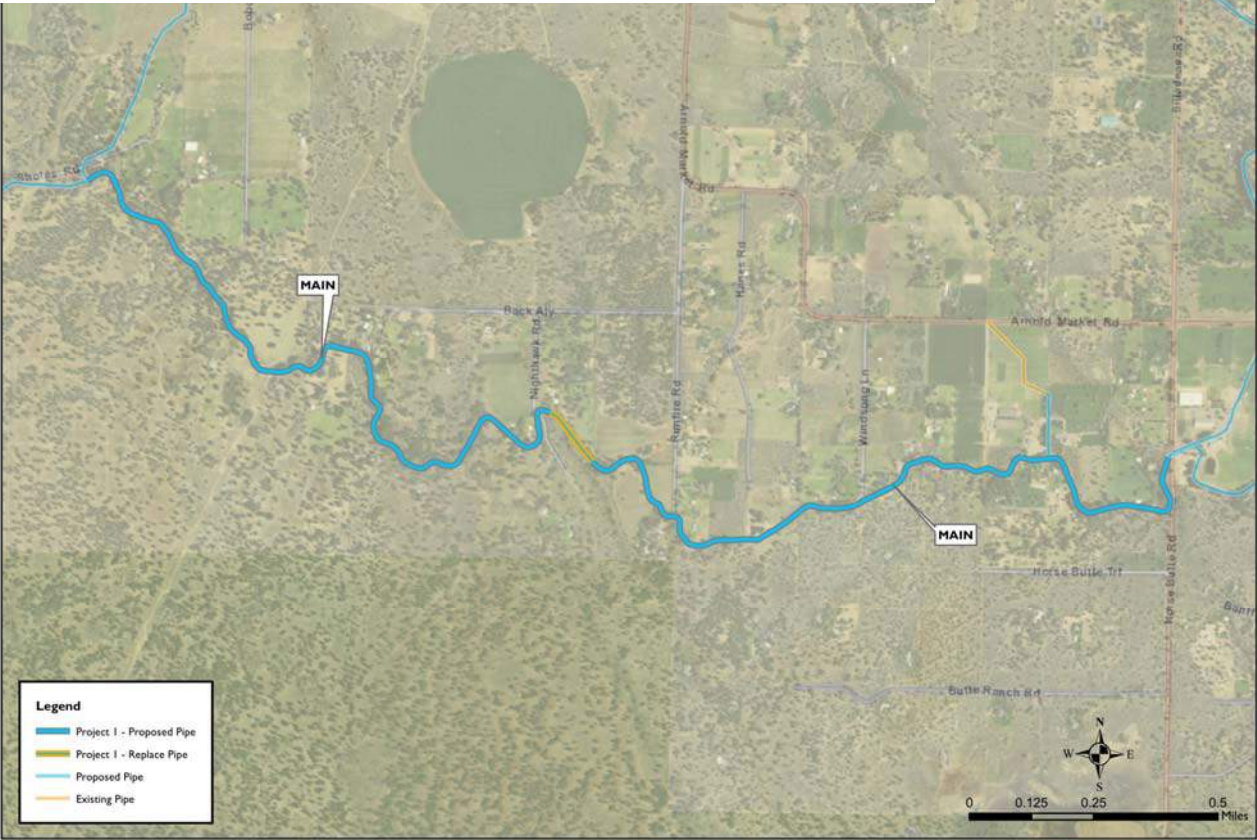 Billadeau Rd
Arnold Market Rd
Rd
MAIN
Back Aly
Nighthawk Rd
Arnold Market Rd
Windsong Ln
MAIN
Horse Butte Trl
Horse Butte Rd
Butte Ranch Rd
Legend
Project 1 - Proposed Pipe
Project 1 - Replace Pipe
Proposed Pipe
Existing Pipe
N
W
E
S
0
0.125
0.25
0.5
Miles